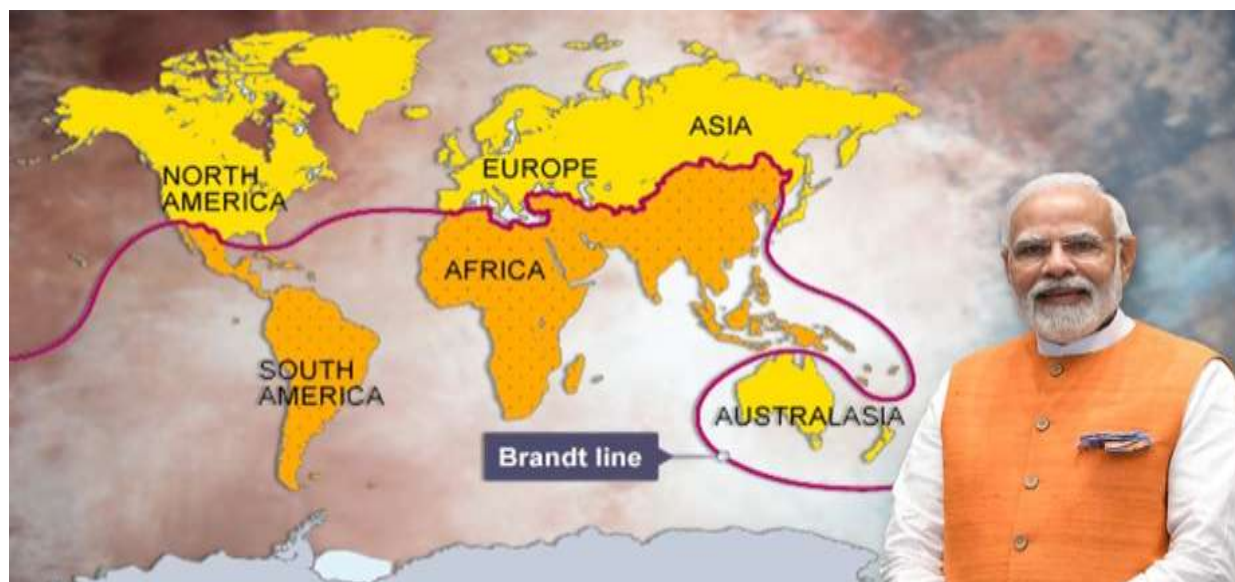 ASIA
EUROPE
NORTH
AMERICA
AFRICA
SOUTH
AMERICA
AUSTRALASIA
Brandt line